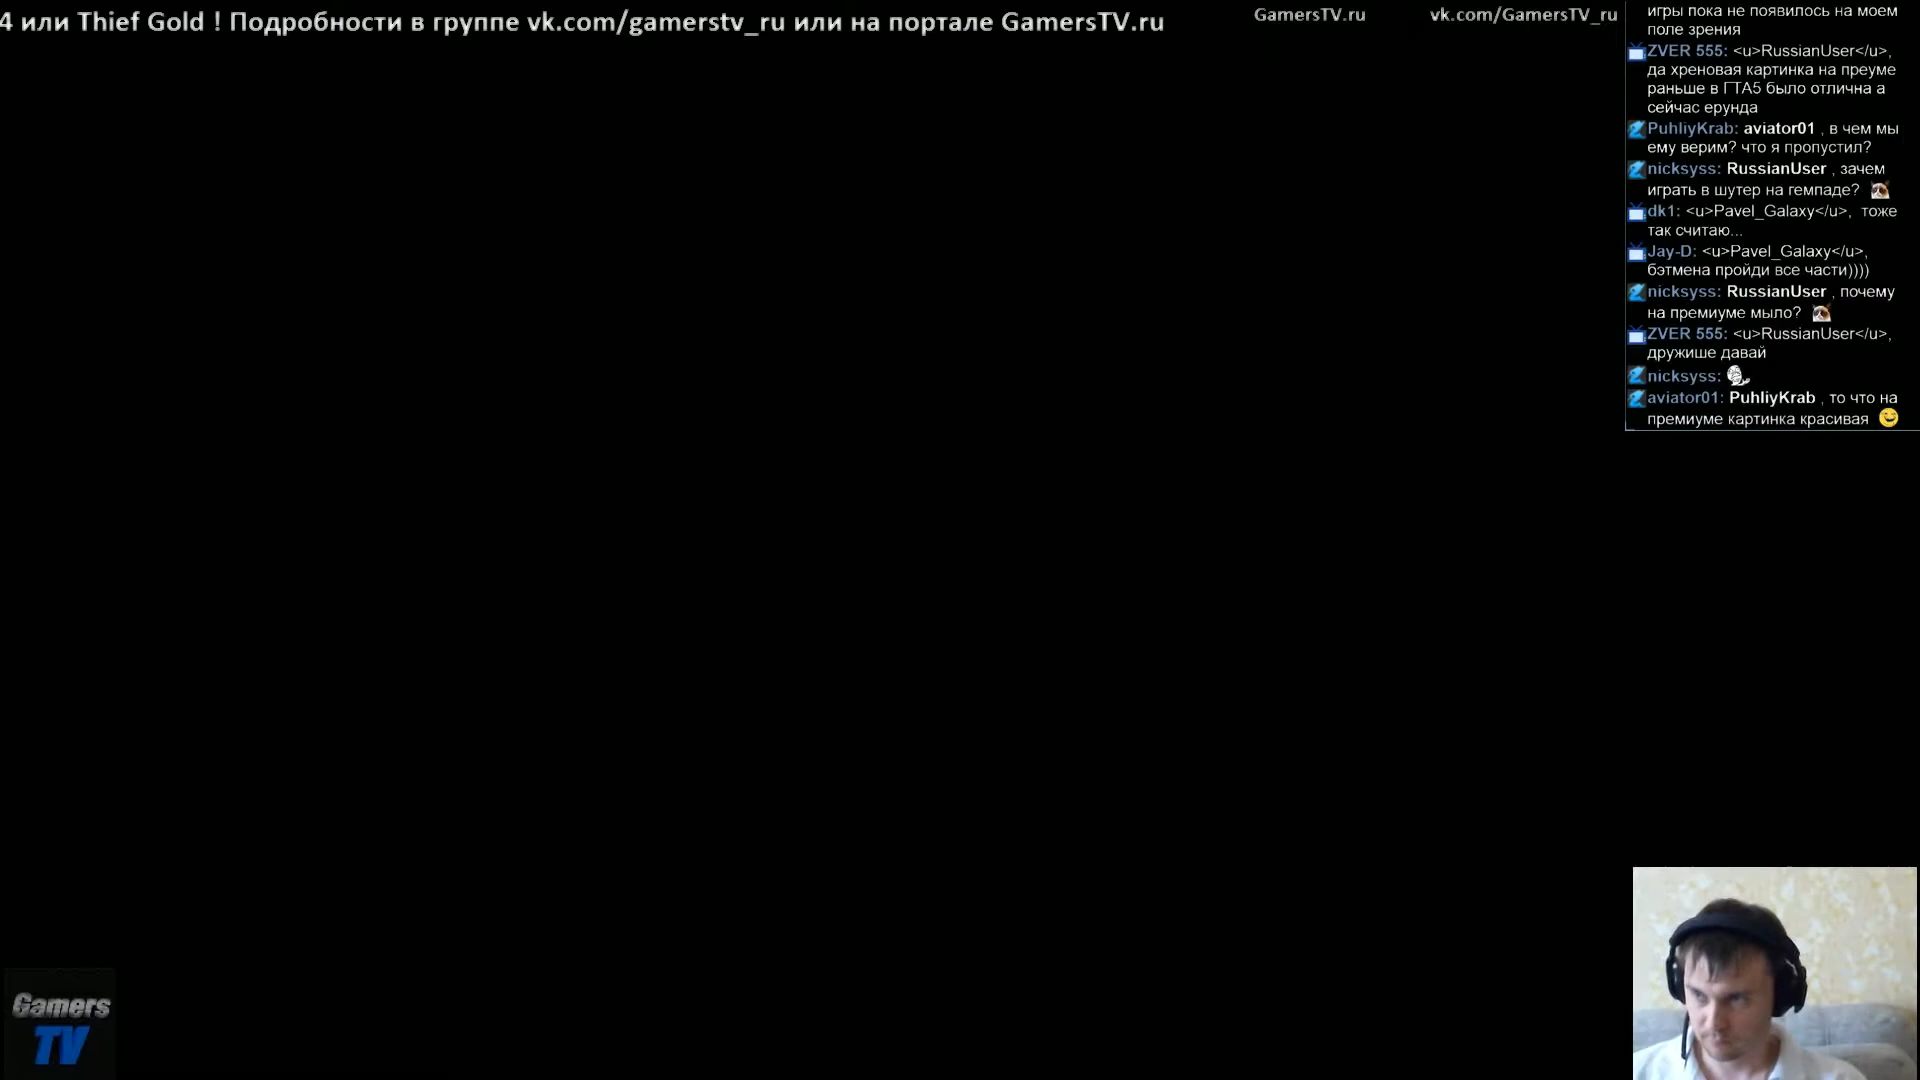 4 или Thief Gold ! Подробности в группе vk.com/gamerstv_ru или на портале GamersTV.ru
GamersTV.ru
vk.com/GamersTV_ru
игры пока не появилось на моем
поле зрения
ZVER 555: <u>RussianUser</u>,
да хреновая картинка на преуме
раньше в ГТА5 было отлична а
сейчас ерунда
PuhliyKrab: aviator01 , в чем мы
ему верим? что я пропустил?
nicksyss: RussianUser , зачем
играть в шутер на гемпаде?
dk1: <u>Pavel_Galaxy</u>, тоже
так считаю...
Jay-D: <u>Pavel_Galaxy</u>,
бэтмена пройди все части))))
nicksyss: RussianUser , почему
на премиуме мыло?
ZVER 555: <u>RussianUser</u>,
дружише давай
nicksyss:
aviator01: PuhliyKrab , то что на
премиуме картинка красивая
Gamers
TV